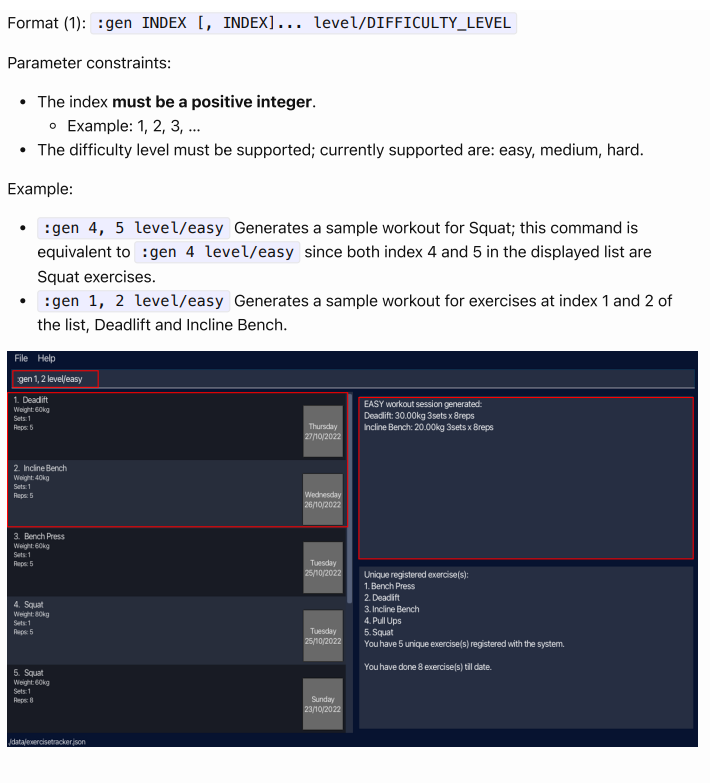 Format (1): :gen INDEX [, INDEX]... level/DIFFICULTY_LEVEL
Parameter constraints:
• The index must be a positive integer.
◦ Example: 1, 2, 3, ...
• The difficulty level must be supported; currently supported are: easy, medium, hard.
Example:
• :gen 4, 5 level/easy Generates a sample workout for Squat; this command is
equivalent to :gen 4 level/easy since both index 4 and 5 in the displayed list are
Squat exercises.
• :gen 1, 2 level/easy Generates a sample workout for exercises at index 1 and 2 of
the list, Deadlift and Incline Bench.
File Help
:gen 1, 2 level/easy
1. Deadlift
Weight: 60kg
Sets: 1
Reps: 5
Thursday
27/10/2022
2. Incline Bench
Weight: 40kg
Sets: 1
Reps: 5
Wednesday
26/10/2022
3. Bench Press
Weight: 60kg
Sets: 1
Reps: 5
Tuesday
25/10/2022
4. Squat
Weight: 80kg
Sets: 1
Reps: 5
Tuesday
25/10/2022
5. Squat
Weight: 60kg
Sets: 1
Reps: 8
Sunday
23/10/2022
EASY workout session generated:
Deadlift: 30.00kg 3sets x 8reps
Incline Bench: 20.00kg 3sets x 8reps
Unique registered exercise(s):
1. Bench Press
2. Deadlift
3. Incline Bench
4. Pull Ups
5. Squat
You have 5 unique exercise(s) registered with the system.
You have done 8 exercise(s) till date.
./data/exercisetracker.json